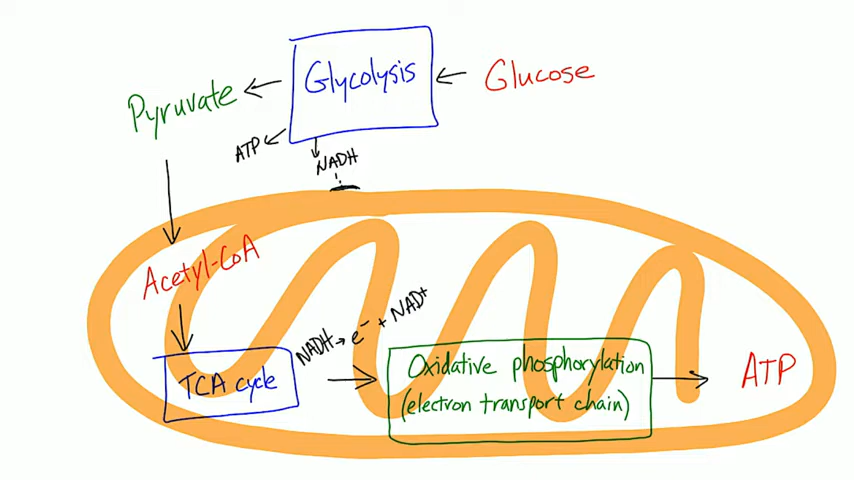 Glycolysis
Glucose
Pyruvate
ATP
NADH
Acetyl-CoA
NADH→ e⁻ + NAD⁺
TCA cycle
Oxidative phosphorylation
(electron transport chain)
ATP